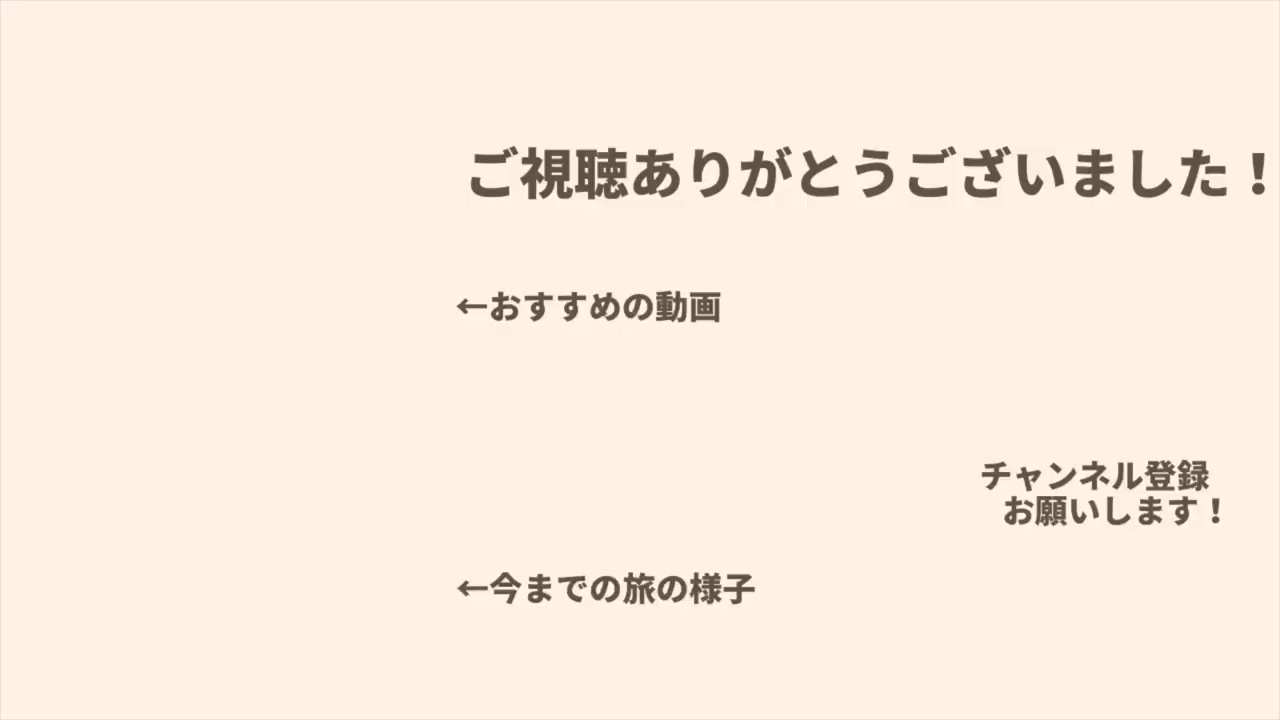 ご視聴ありがとうございました！
←おすすめの動画
チャンネル登録
お願いします！
←今までの旅の様子